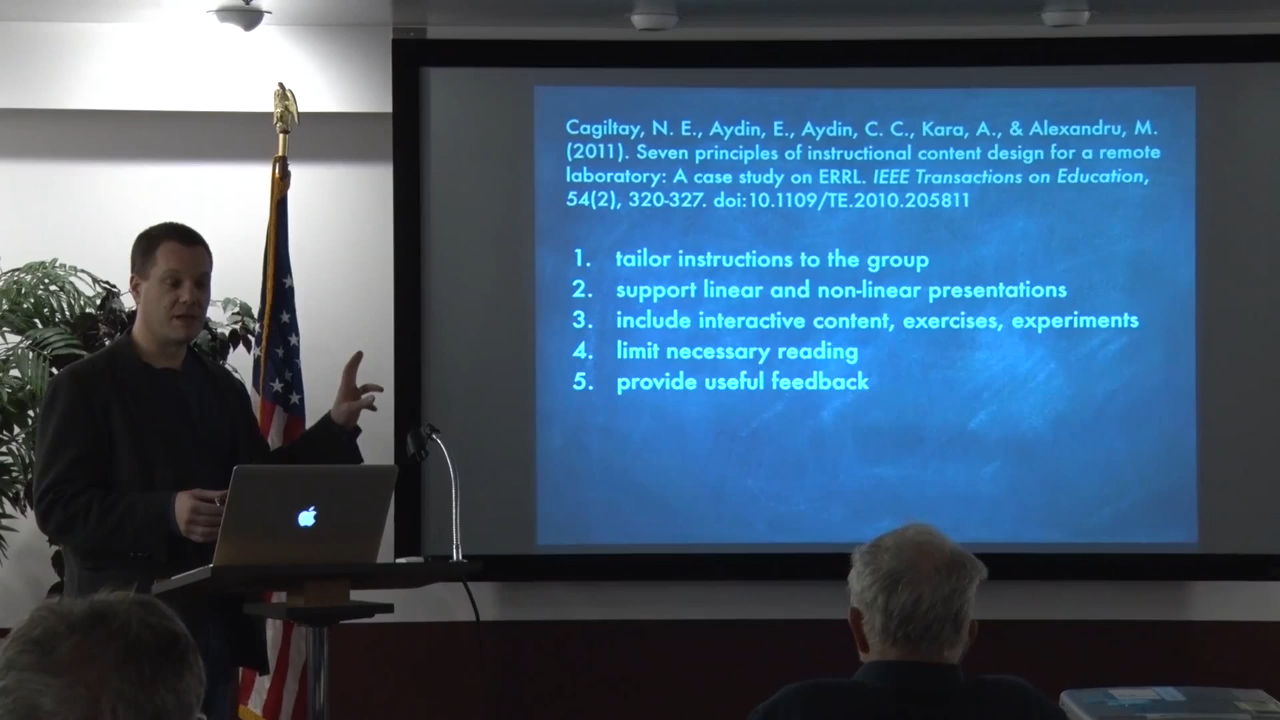 Cagiltay, N. E., Aydin, E., Aydin, C. C., Kara, A., & Alexandru, M.
(2011). Seven principles of instructional content design for a remote
laboratory: A case study on ERRL. IEEE Transactions on Education,
54(2), 320-327. doi:10.1109/TE.2010.205811
1. tailor instructions to the group
2. support linear and non-linear presentations
3. include interactive content, exercises, experiments
4. limit necessary reading
5. provide useful feedback